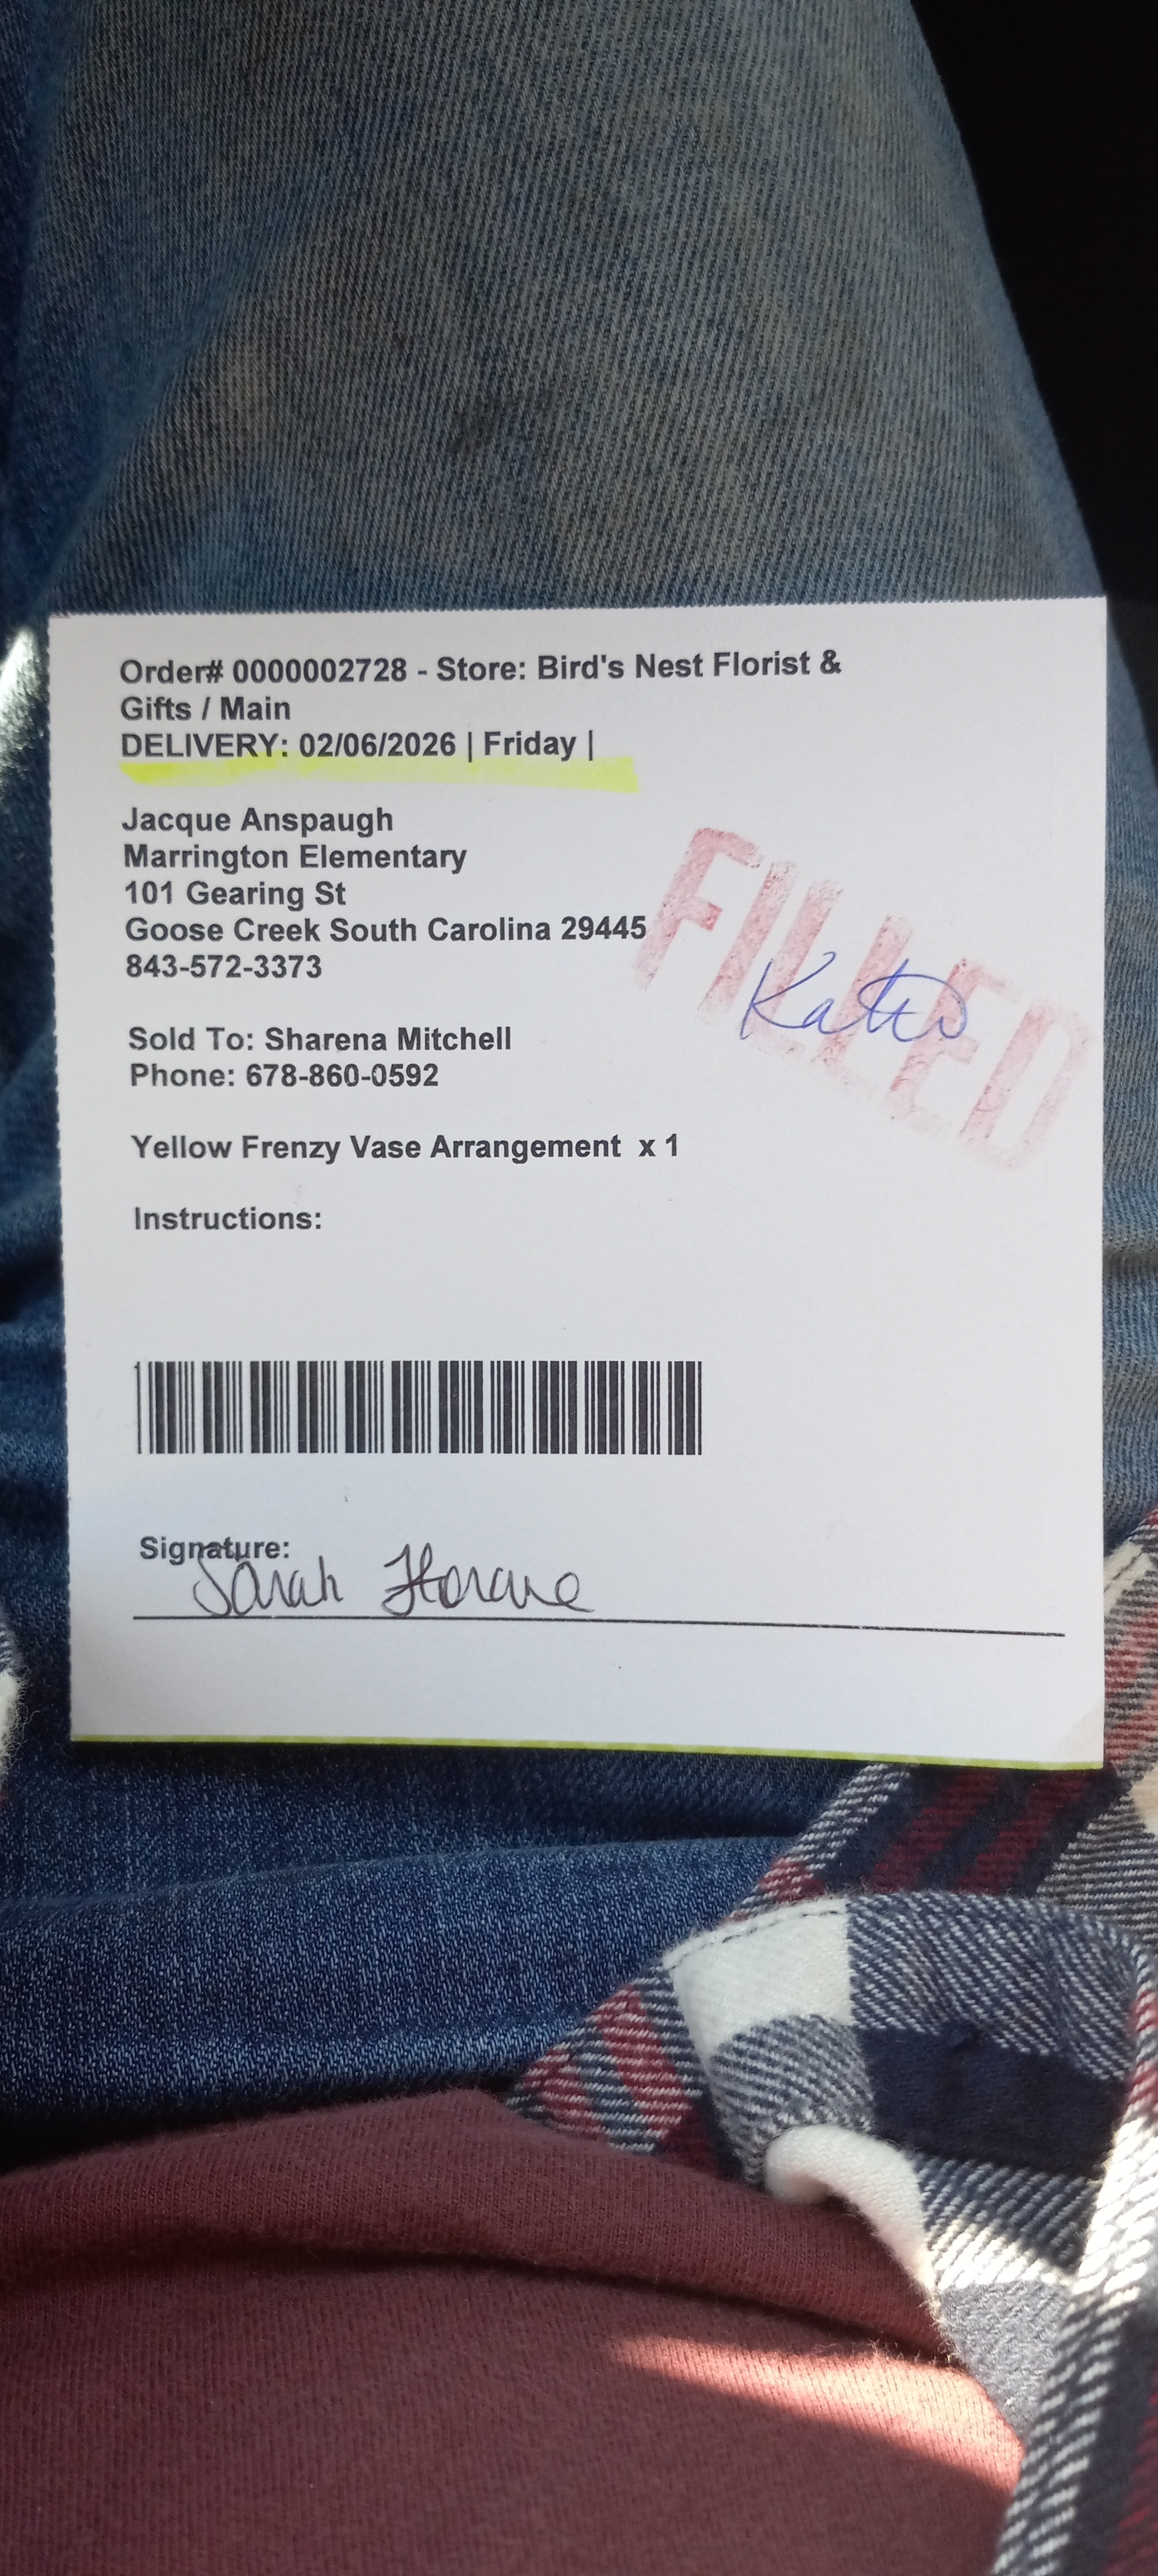 Order# 0000002728 - Store: Bird's Nest Florist &
Gifts / Main
DELIVERY: 02/06/2026 | Friday |
Jacque Anspaugh
Marrington Elementary
101 Gearing St
Goose Creek South Carolina 29445
843-572-3373
FILLED
Sold To: Sharena Mitchell
Phone: 678-860-0592
Yellow Frenzy Vase Arrangement x 1
Instructions:
Signature:
Sarah